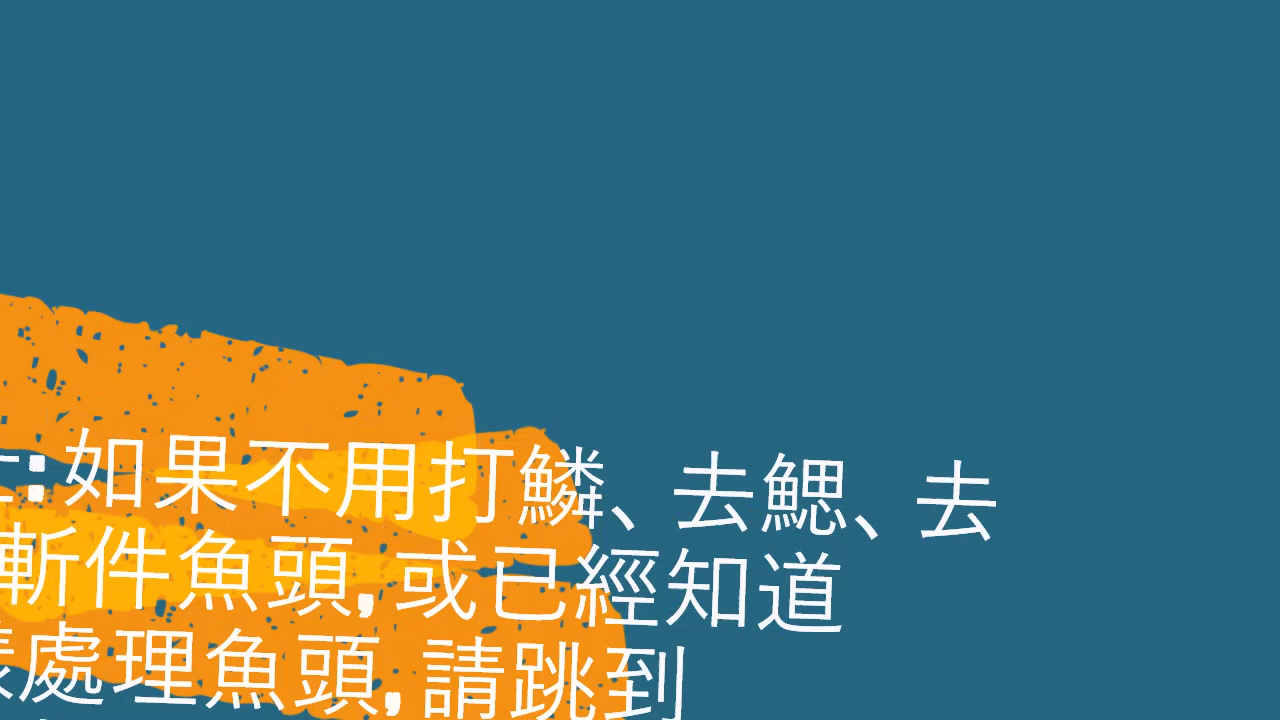 :如果不用打鱗、去鰓、去
斬件魚頭,或已經知道
處理魚頭,請跳到